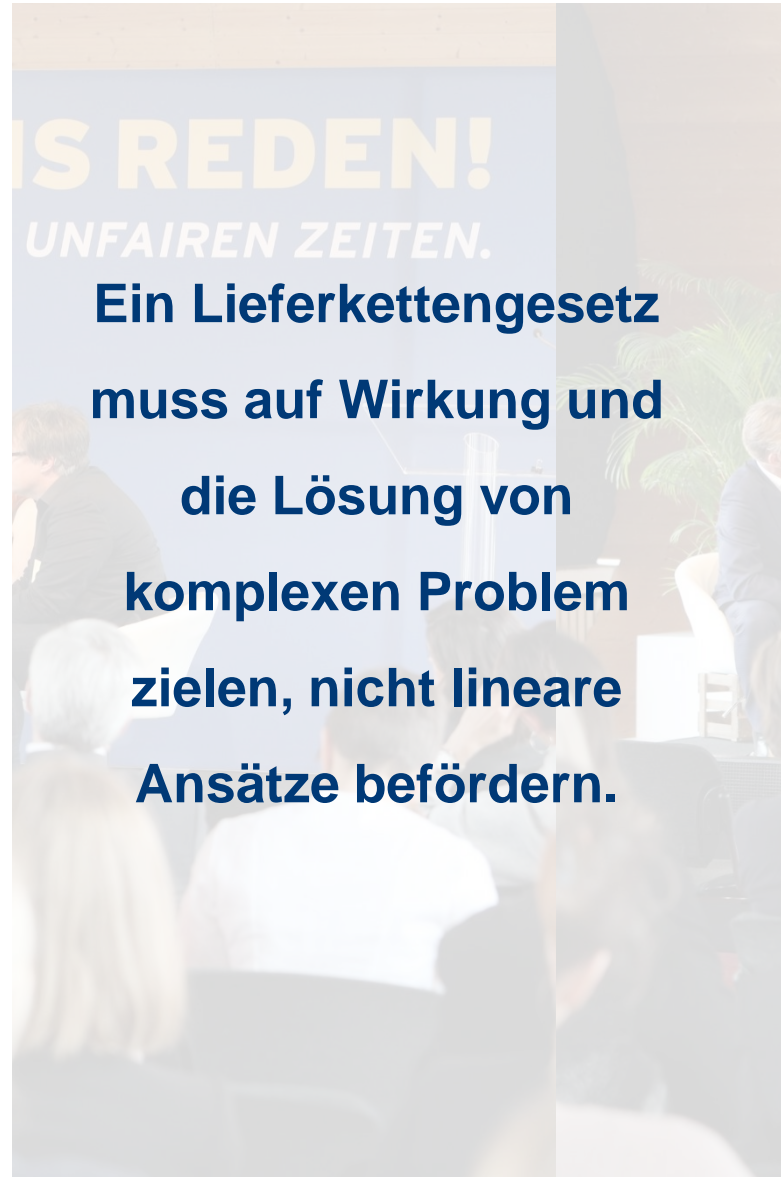 S REDEN!
UNFAIREN ZEITEN.
Ein Lieferkettengesetz
muss auf Wirkung und
die Lösung von
komplexen Problem
zielen, nicht lineare
Ansätze befördern.